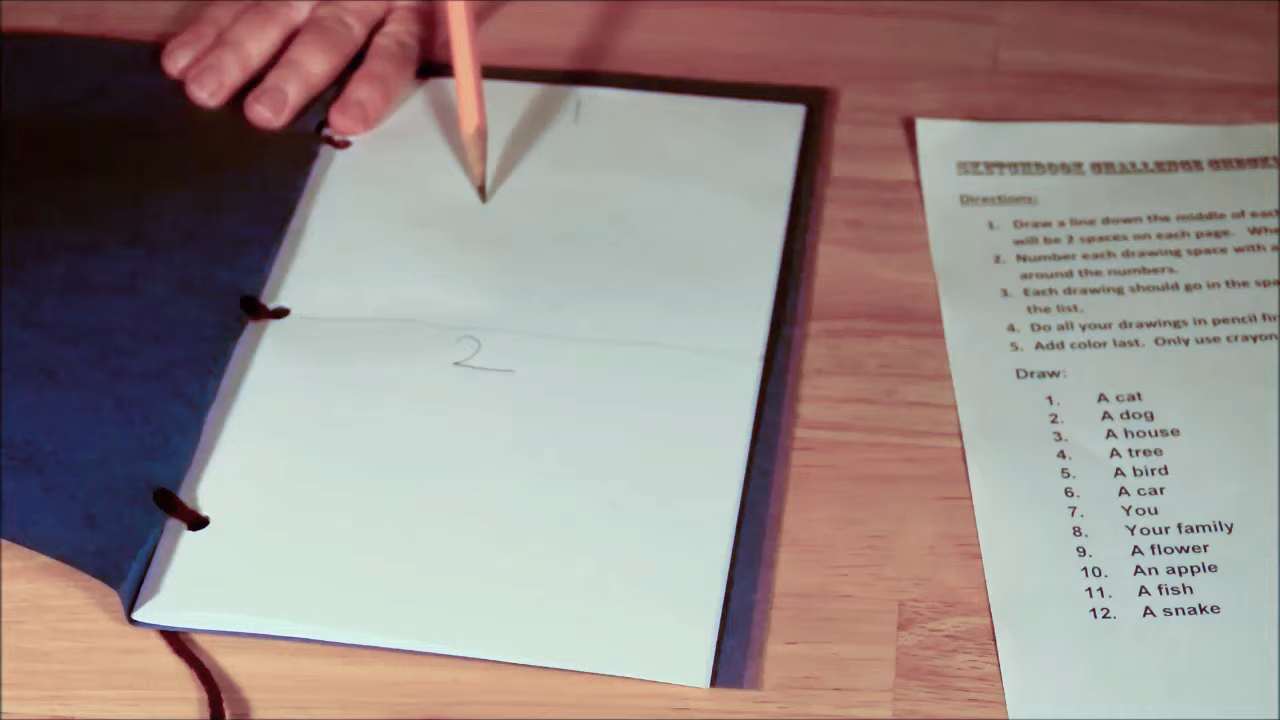 1
2
SKETCHBOOK CHALLENGE
Directions:
1. Draw a line down the middle of each
will be 2 spaces on each page.
2. Number each drawing space with a
around the numbers.
3. Each drawing should go in the
the list.
4. Do all your drawings in pencil
5. Add color last. Only use crayon
Draw:
1. A cat
2. A dog
3. A house
4. A tree
5. A bird
6. A car
7. You
8. Your family
9. A flower
10. An apple
11. A fish
12. A snake